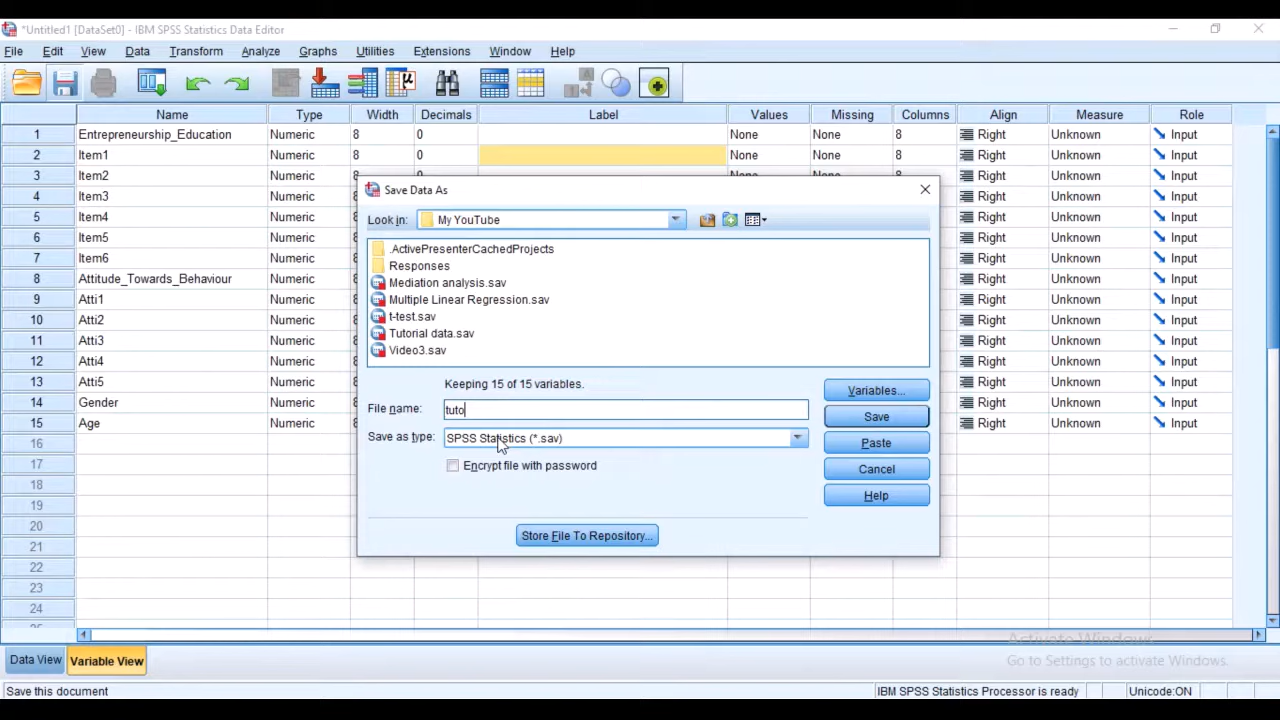 *Untitled1 [DataSet0] - IBM SPSS Statistics Data Editor
File Edit View Data Transform Analyze Graphs Utilities Extensions Window Help
Name Type Width Decimals Label Values Missing Columns Align Measure Role
1 Entrepreneurship_Education Numeric 8 0 None None 8 Right Unknown Input
2 Item1 Numeric 8 0 None None 8 Right Unknown Input
3 Item2 Numeric 8 0 None None 8 Right Unknown Input
4 Item3 Numeric Right Unknown Input
5 Item4 Numeric Right Unknown Input
6 Item5 Numeric Right Unknown Input
7 Item6 Numeric Right Unknown Input
8 Attitude_Towards_Behaviour Numeric Right Unknown Input
9 Atti1 Numeric Right Unknown Input
10 Atti2 Numeric Right Unknown Input
11 Atti3 Numeric Right Unknown Input
12 Atti4 Numeric Right Unknown Input
13 Atti5 Numeric Right Unknown Input
14 Gender Numeric Right Unknown Input
15 Age Numeric Right Unknown Input
16
17
18
19
20
21
22
23
24
Save Data As
Look in: My YouTube
.ActivePresenterCachedProjects
Responses
Mediation analysis.sav
Multiple Linear Regression.sav
t-test.sav
Tutorial data.sav
Video3.sav
Keeping 15 of 15 variables.
File name: tuto
Save as type: SPSS Statistics (*.sav)
Encrypt file with password
Variables...
Save
Paste
Cancel
Help
Store File To Repository...
Activate Windows
Go to Settings to activate Windows.
Data View Variable View
Save this document IBM SPSS Statistics Processor is ready Unicode:ON